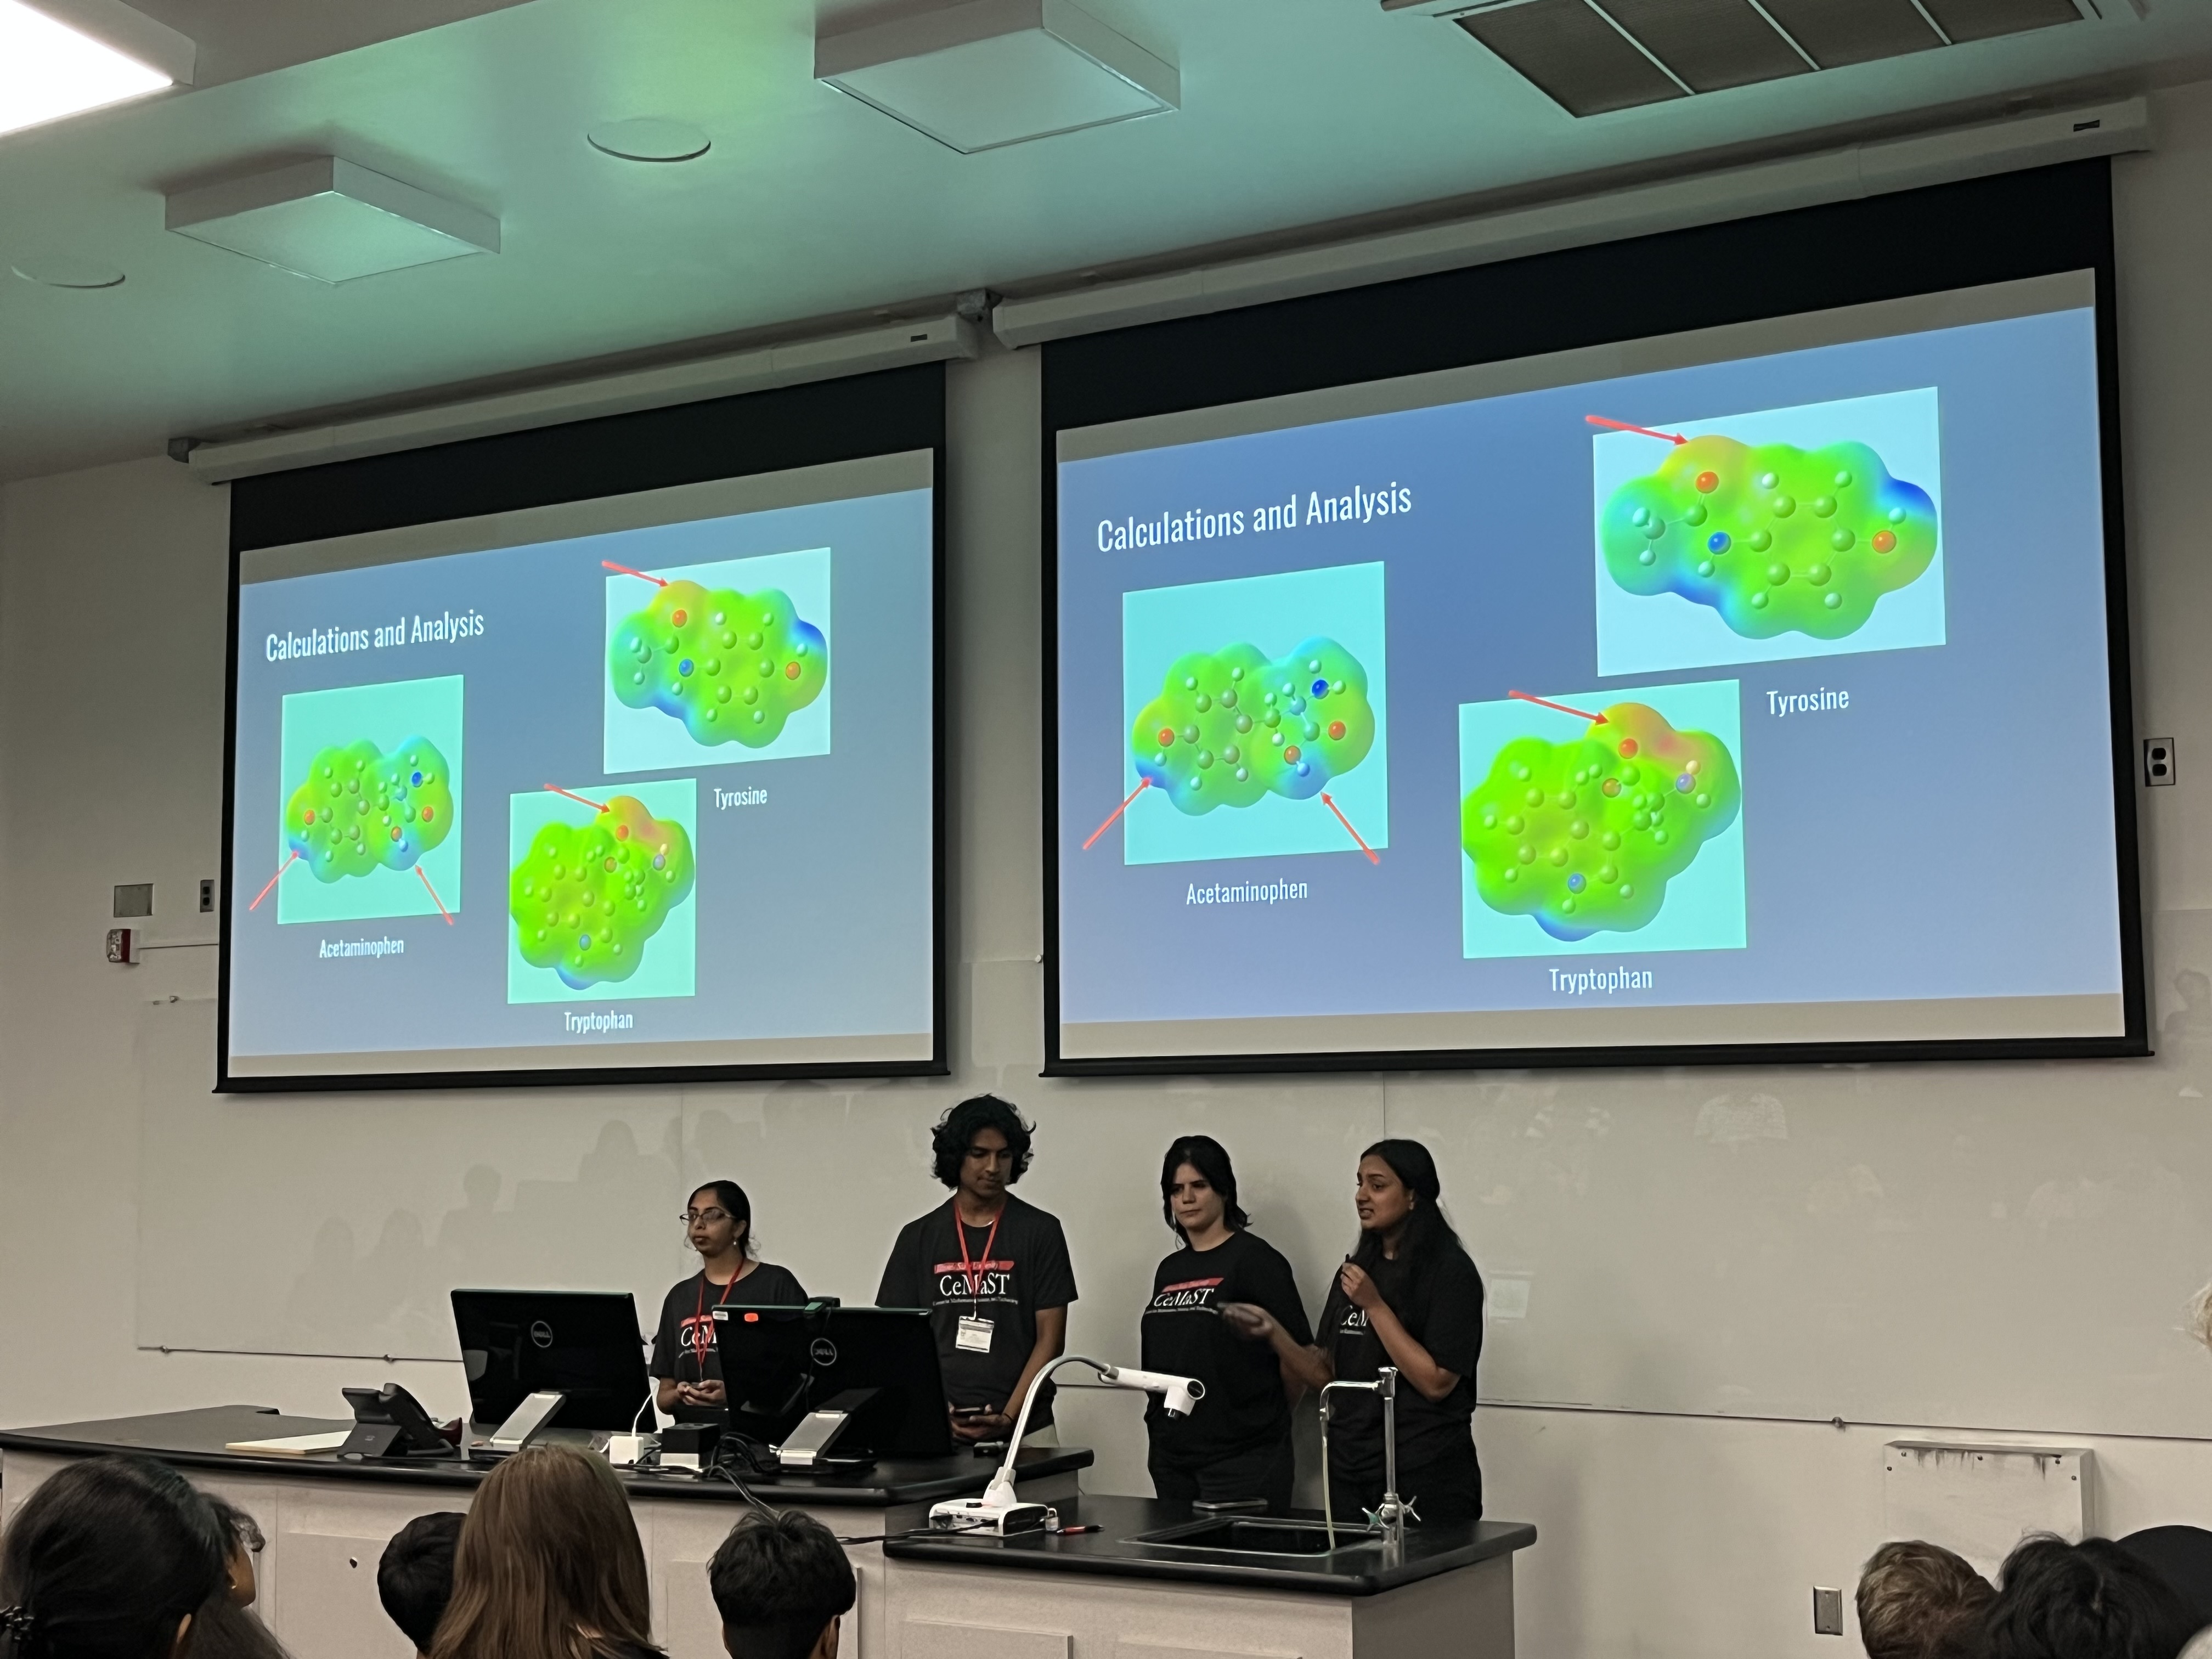 Calculations and Analysis
Tyrosine
Acetaminophen
Tryptophan
Calculations and Analysis
Tyrosine
Acetaminophen
Tryptophan
CeMaST
CeMaST
DELL
DELL